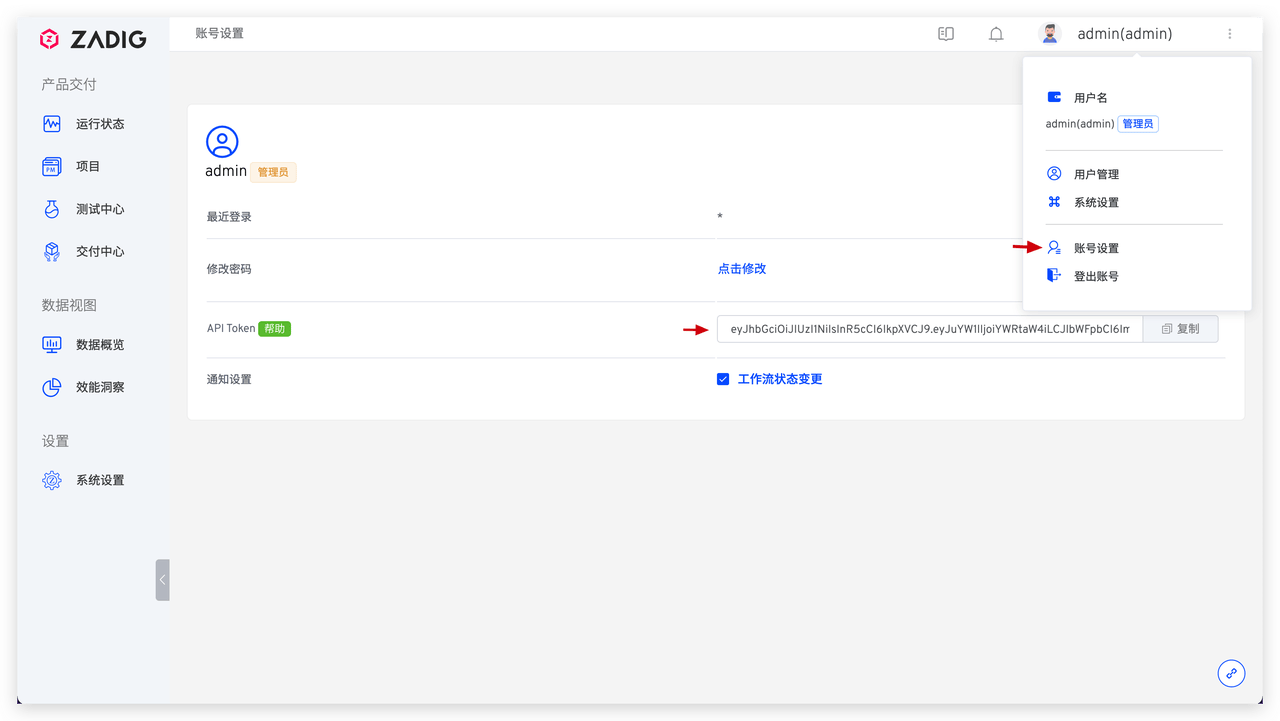 ZADIG
账号设置
admin(admin)
产品交付
运行状态
项目
测试中心
交付中心
数据视图
数据概览
效能洞察
设置
系统设置
admin 管理员
最近登录 *
修改密码 点击修改
API Token 帮助
复制
通知设置 工作流状态变更
用户名
admin(admin) 管理员
用户管理
系统设置
账号设置
登出账号